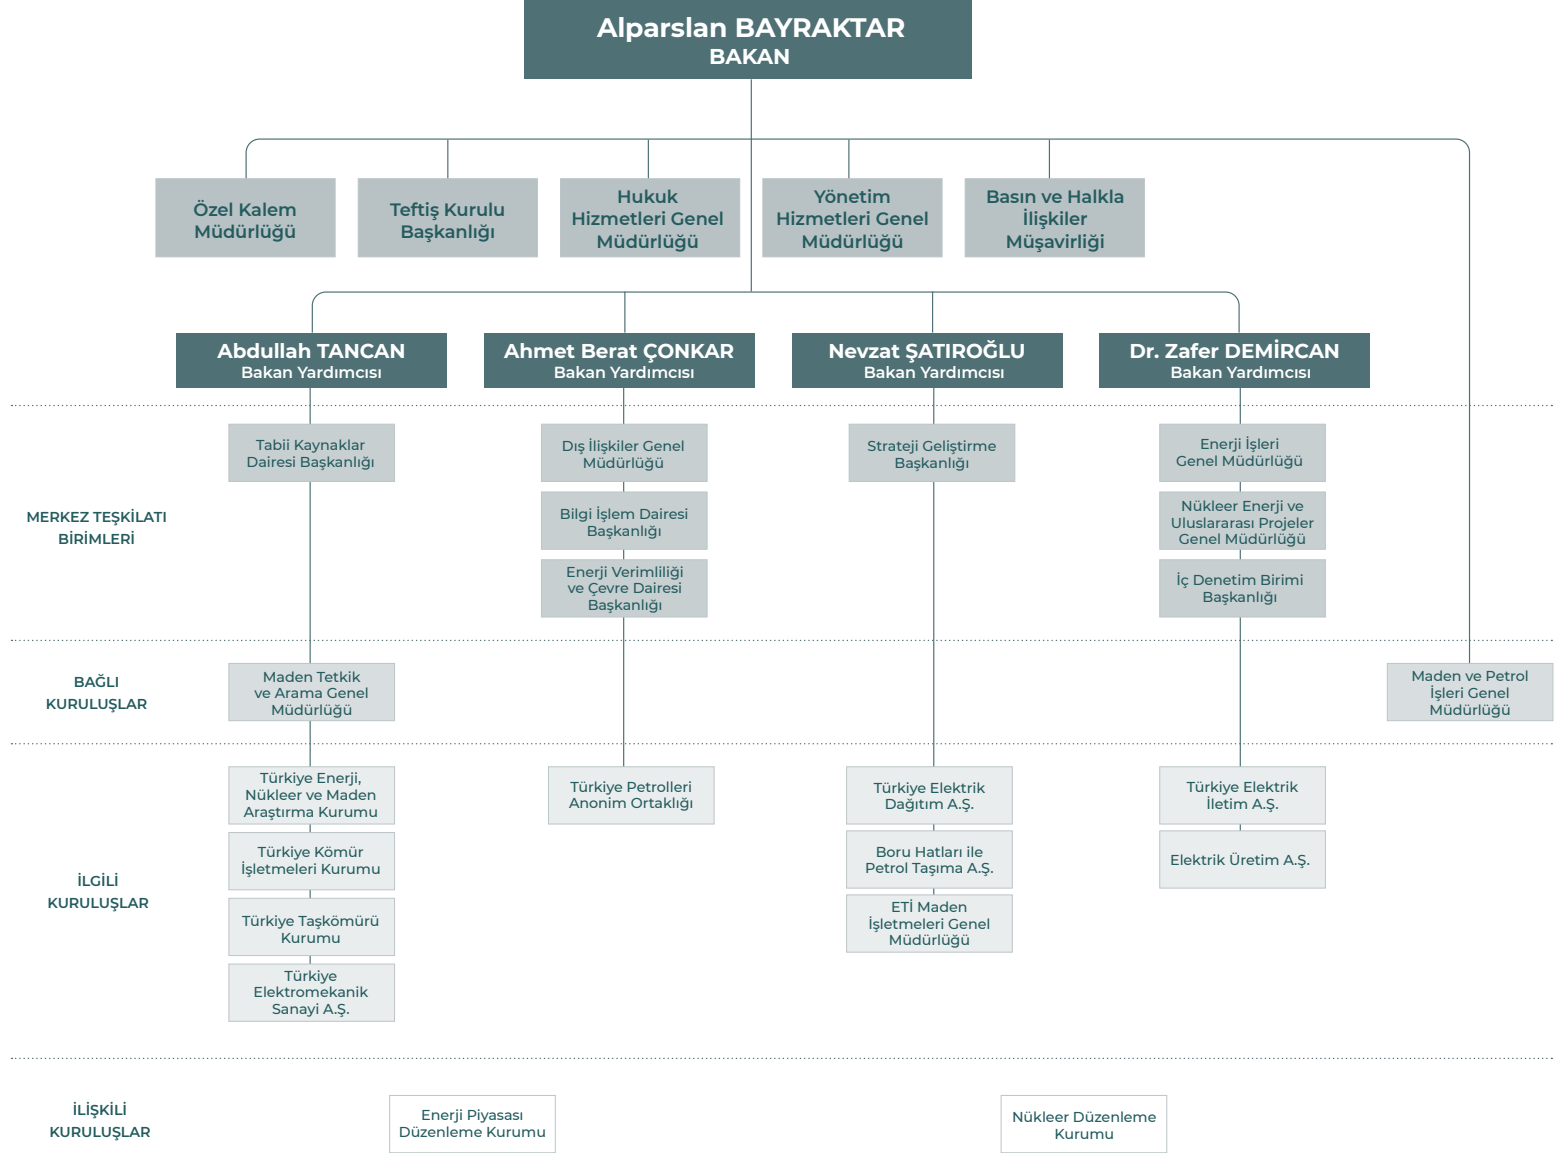 Alparslan BAYRAKTAR
BAKAN
Özel Kalem
Müdürlüğü
Teftiş Kurulu
Başkanlığı
Hukuk
Hizmetleri Genel
Müdürlüğü
Yönetim
Hizmetleri Genel
Müdürlüğü
Basın ve Halkla
İlişkiler
Müşavirliği
Abdullah TANCAN
Bakan Yardımcısı
Ahmet Berat ÇONKAR
Bakan Yardımcısı
Nevzat ŞATIROĞLU
Bakan Yardımcısı
Dr. Zafer DEMİRCAN
Bakan Yardımcısı
MERKEZ TEŞKİLATI
BİRİMLERİ
Tabii Kaynaklar
Dairesi Başkanlığı
Dış İlişkiler Genel
Müdürlüğü
Bilgi İşlem Dairesi
Başkanlığı
Enerji Verimliliği
ve Çevre Dairesi
Başkanlığı
Strateji Geliştirme
Başkanlığı
Enerji İşleri
Genel Müdürlüğü
Nükleer Enerji ve
Uluslararası Projeler
Genel Müdürlüğü
İç Denetim Birimi
Başkanlığı
BAĞLI
KURULUŞLAR
Maden Tetkik
ve Arama Genel
Müdürlüğü
Maden ve Petrol
İşleri Genel
Müdürlüğü
İLGİLİ
KURULUŞLAR
Türkiye Enerji,
Nükleer ve Maden
Araştırma Kurumu
Türkiye Kömür
İşletmeleri Kurumu
Türkiye Taşkömürü
Kurumu
Türkiye
Elektromekanik
Sanayi A.Ş.
Türkiye Petrolleri
Anonim Ortaklığı
Türkiye Elektrik
Dağıtım A.Ş.
Boru Hatları ile
Petrol Taşıma A.Ş.
ETİ Maden
İşletmeleri Genel
Müdürlüğü
Türkiye Elektrik
İletim A.Ş.
Elektrik Üretim A.Ş.
İLİŞKİLİ
KURULUŞLAR
Enerji Piyasası
Düzenleme Kurumu
Nükleer Düzenleme
Kurumu